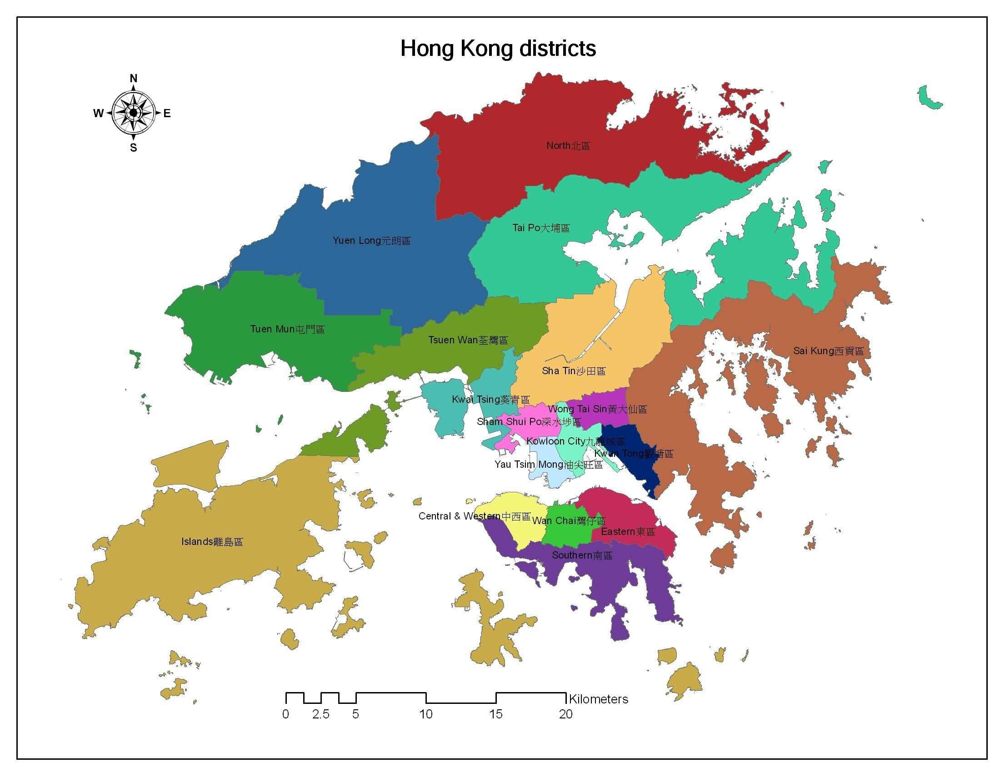 Hong Kong districts
N
W E
S
North北區
Tai Po大埔區
Yuen Long元朗區
Tuen Mun屯門區
Tsuen Wan荃灣區
Sai Kung西貢區
Sha Tin沙田區
Kwai Tsing葵青區
Wong Tai Sin黃大仙區
Sham Shui Po深水埗區
Kowloon City九龍城區
Kwun Tong觀塘區
Yau Tsim Mong油尖旺區
Central & Western中西區
Wan Chai灣仔區
Eastern東區
Islands離島區
Southern南區
Kilometers
0 2.5 5 10 15 20